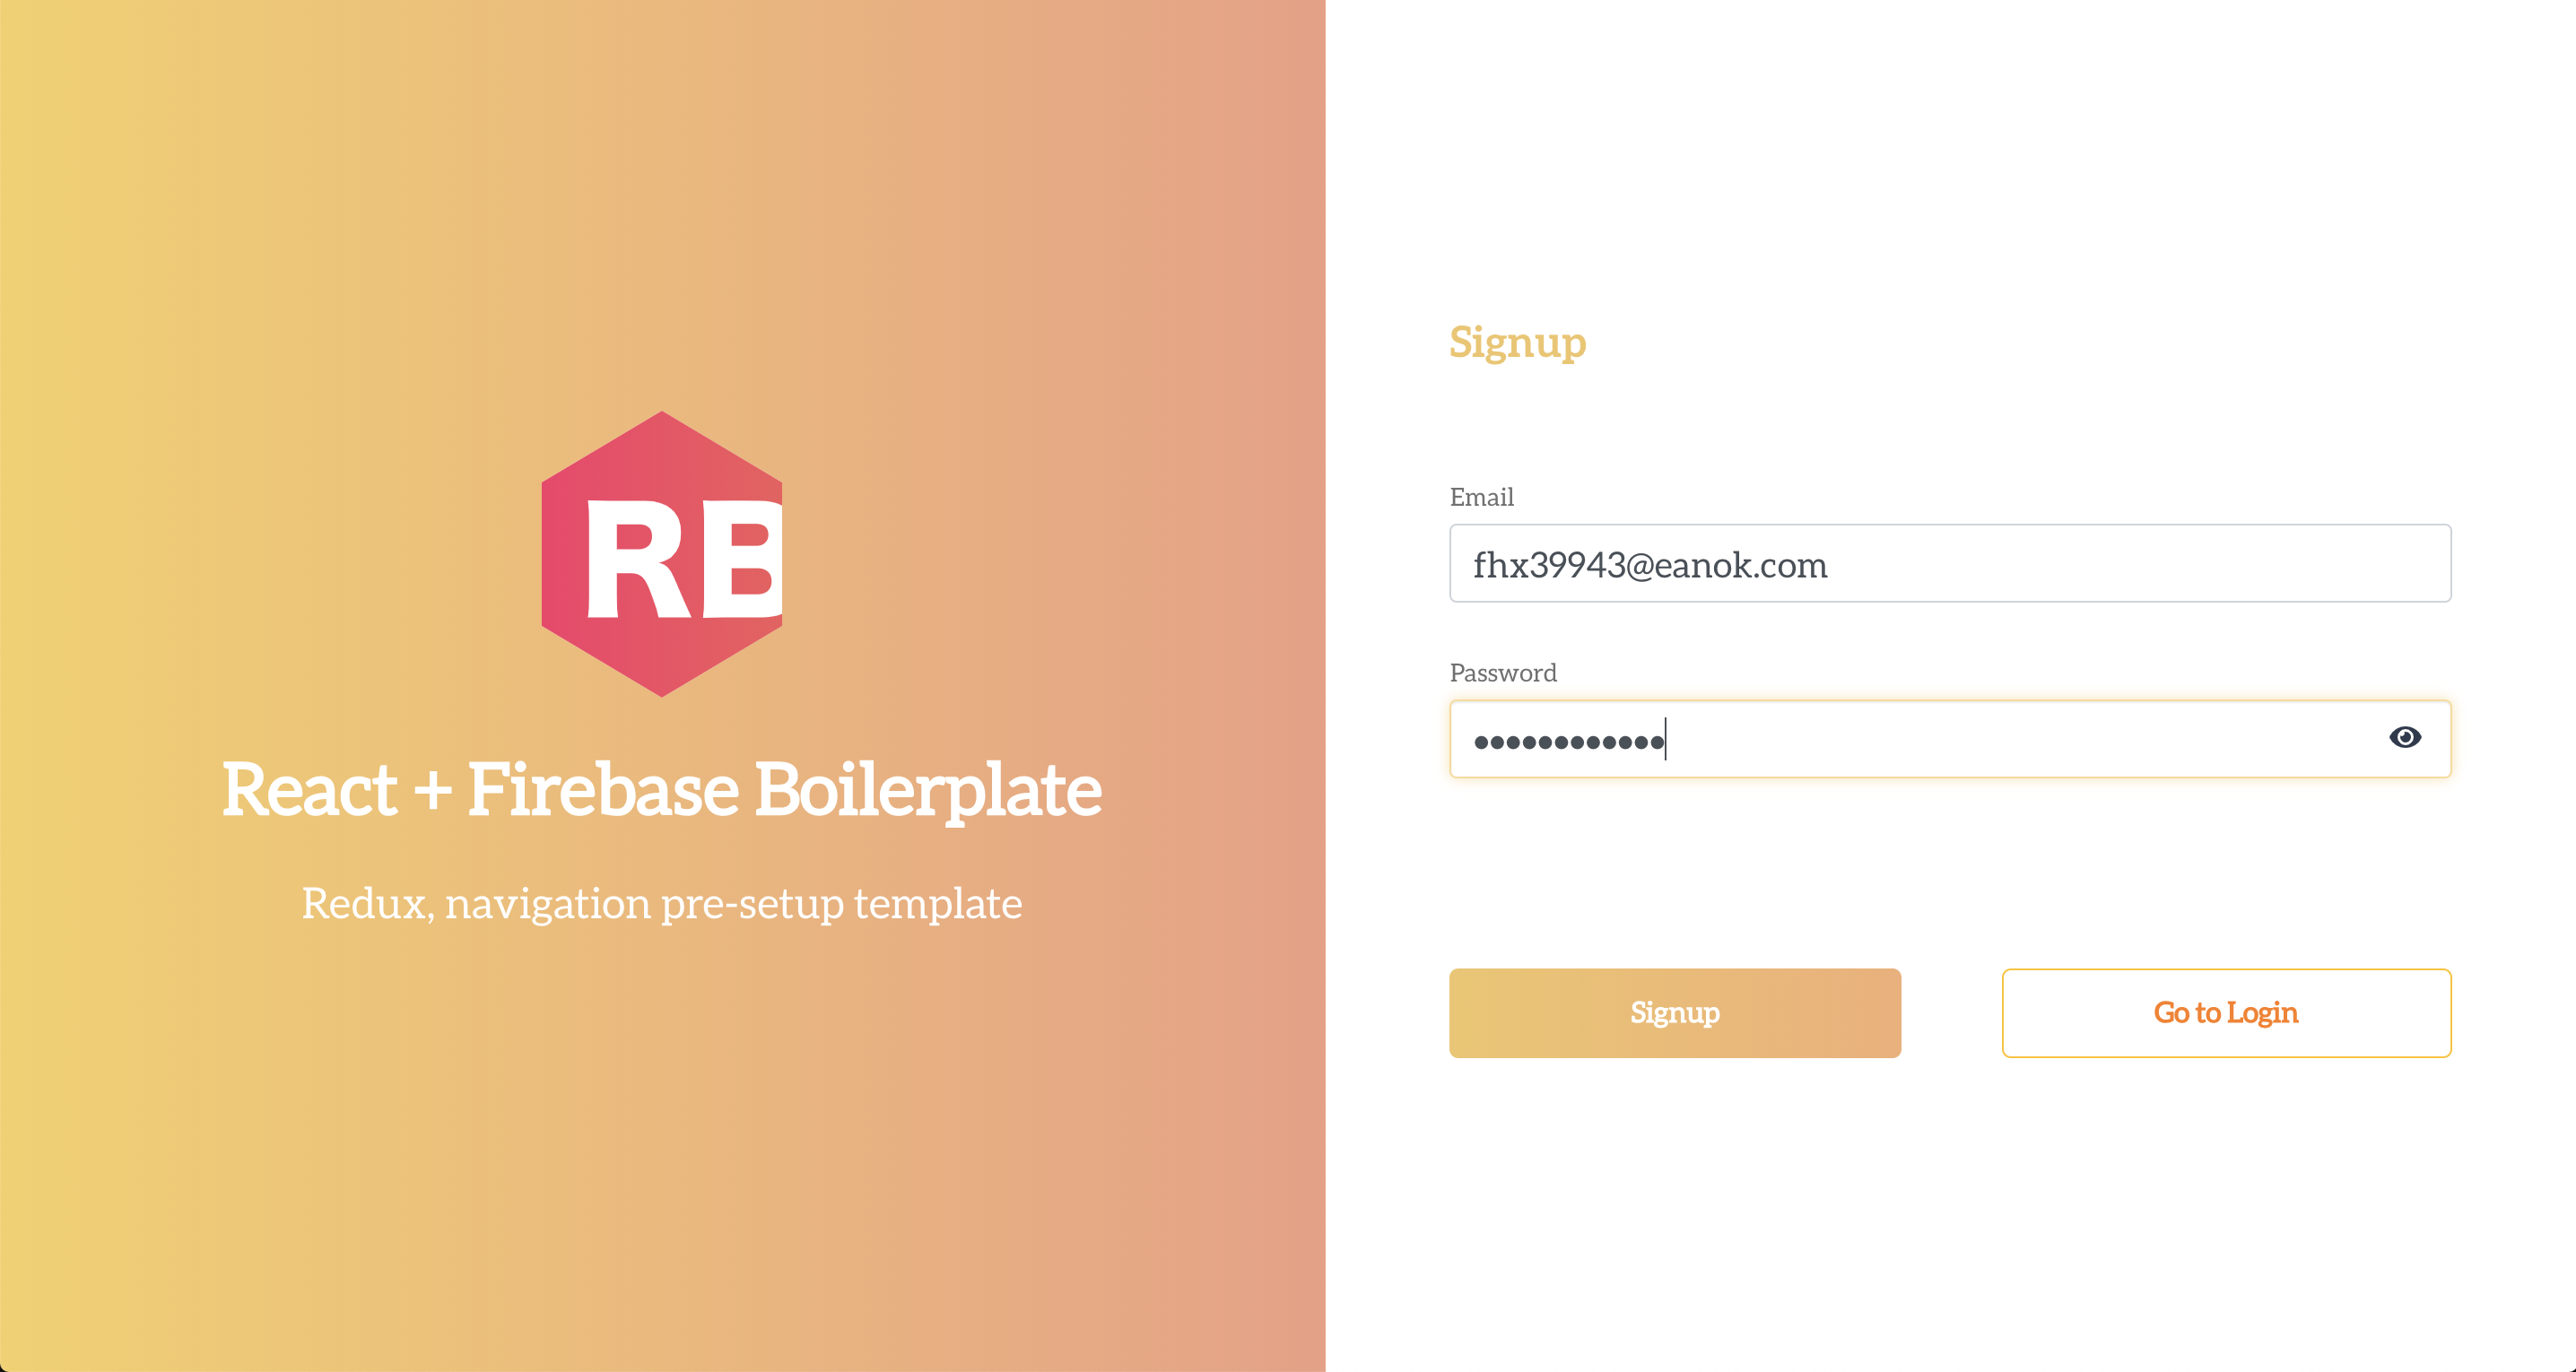 RB
React + Firebase Boilerplate
Redux, navigation pre-setup template
Signup
Email
fhx39943@eanok.com
Password
••••••••••••
Signup
Go to Login